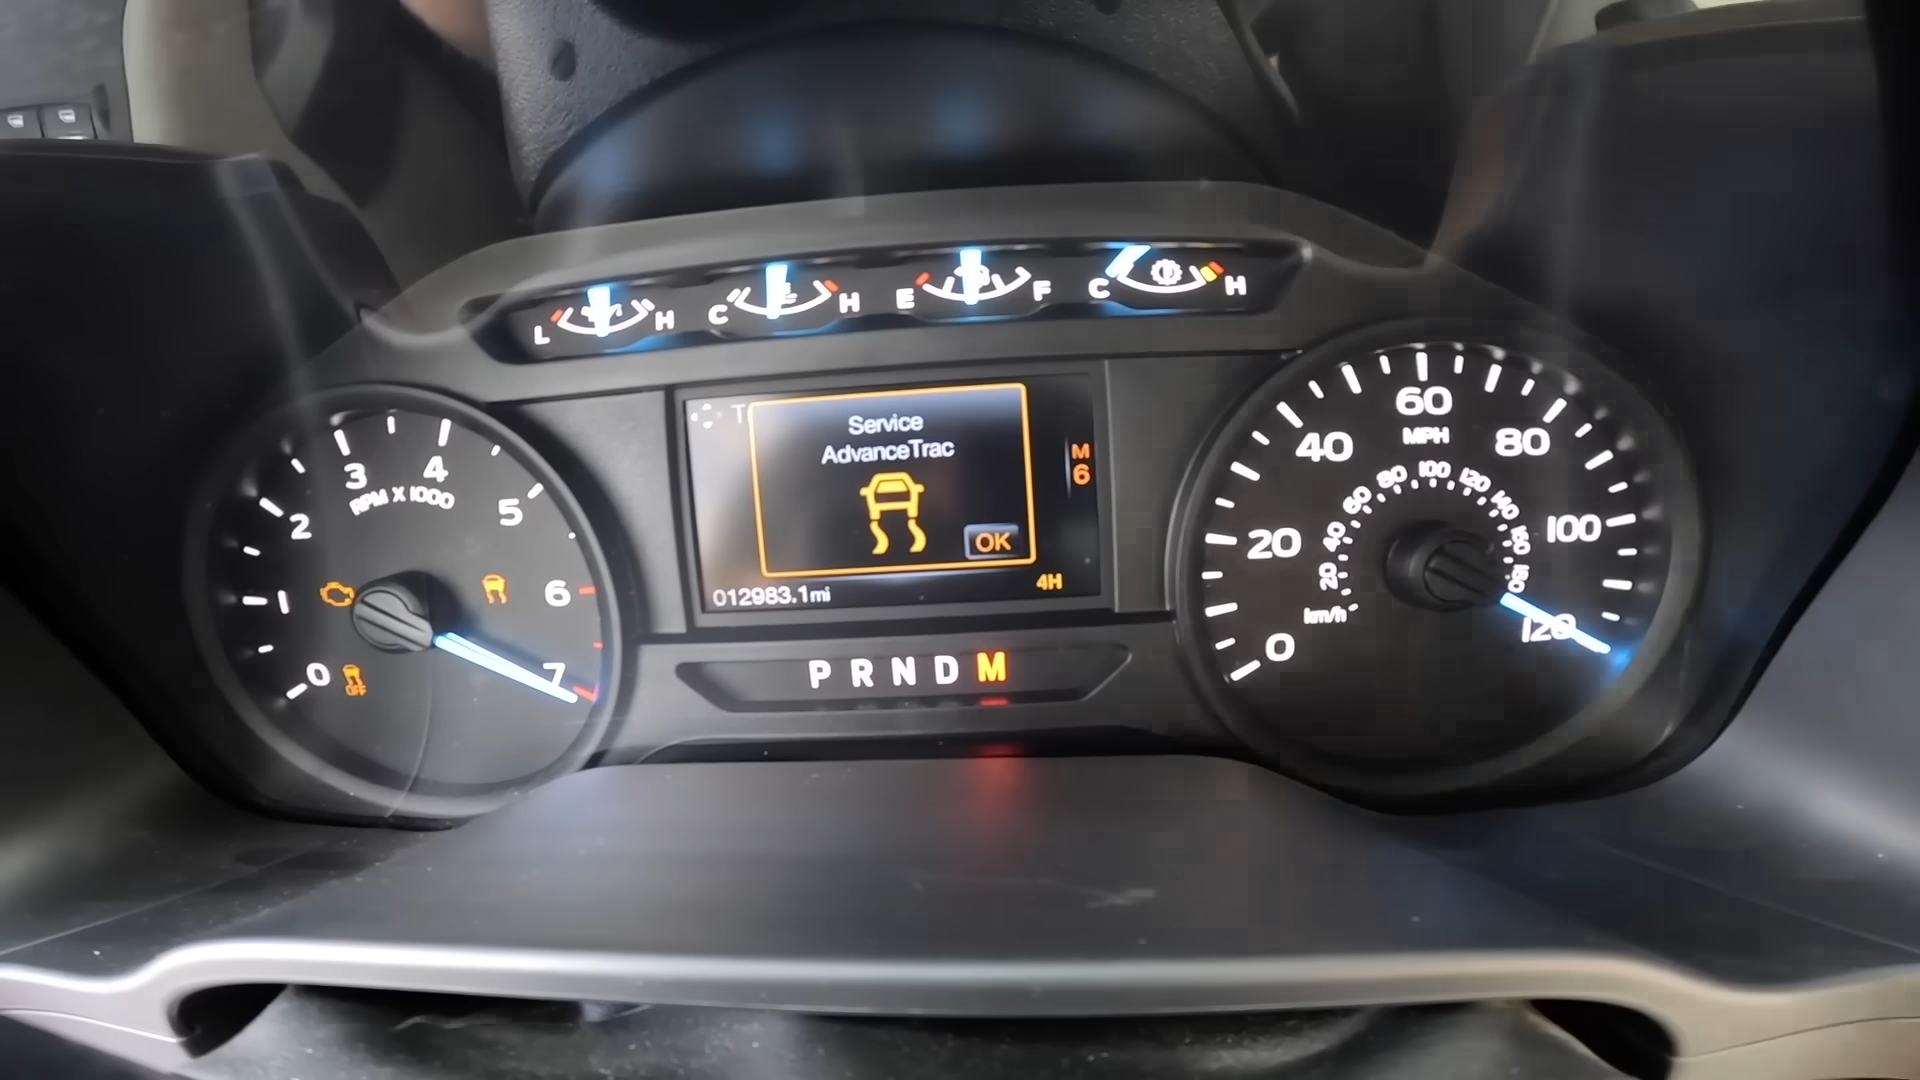 L H
C H
E F
C H
0 1 2 3 4 5 6 7
RPM X 1000
OFF
T
Service
AdvanceTrac
OK
M
6
012983.1mi
4H
P R N D M
0 20 40 60 80 100 120
MPH
20 40 60 80 100 120 140 160 180
km/h